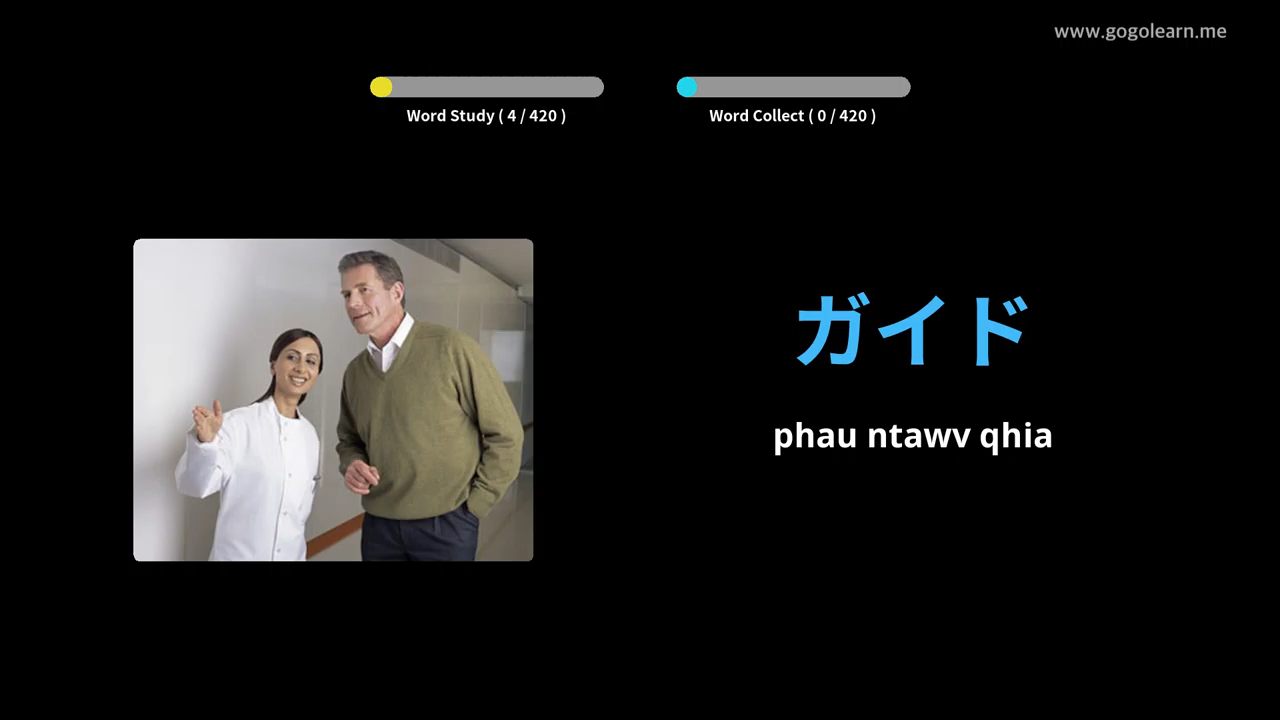 www.gogolearn.me
Word Study ( 4 / 420 )
Word Collect ( 0 / 420 )
ガイド
phau ntawv qhia